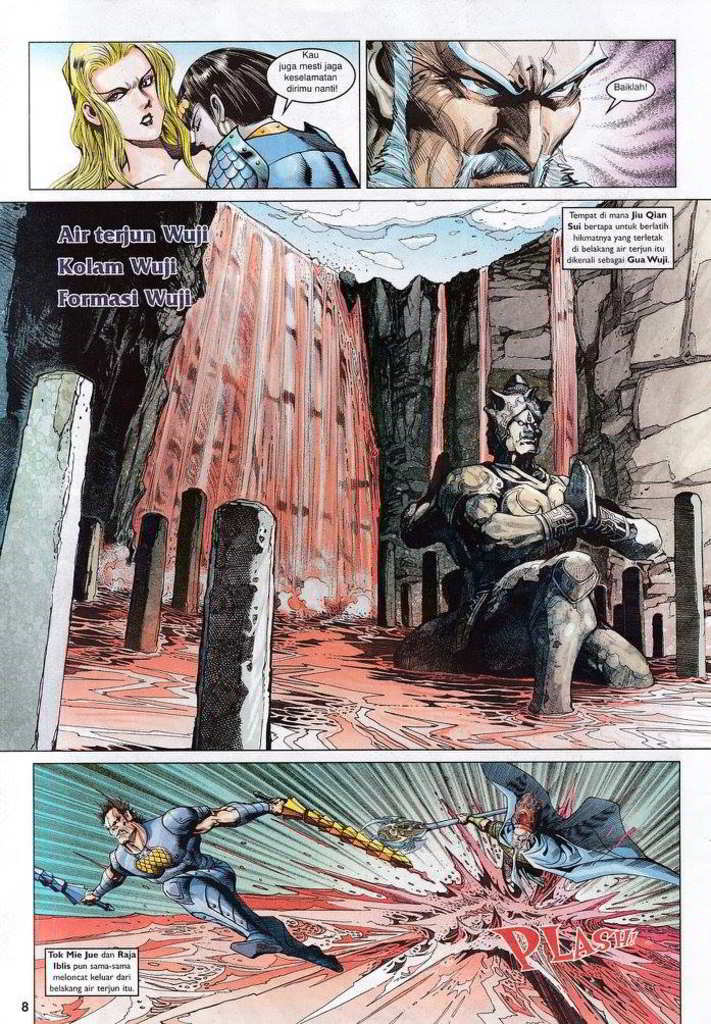 Kau
juga mesti jaga
keselamatan
dirimu nanti!
Baiklah!
Air terjun Wuji
Kolam Wuji
Formasi Wuji
Tempat di mana Jiu Qian
Sui bertapa untuk berlatih
hikmatnya yang terletak
di belakang air terjun itu
dikenali sebagai Gua Wuji.
Tok Mie Jue dan Raja
Iblis pun sama-sama
meloncat keluar dari
belakang air terjun itu.
PLASH!
8